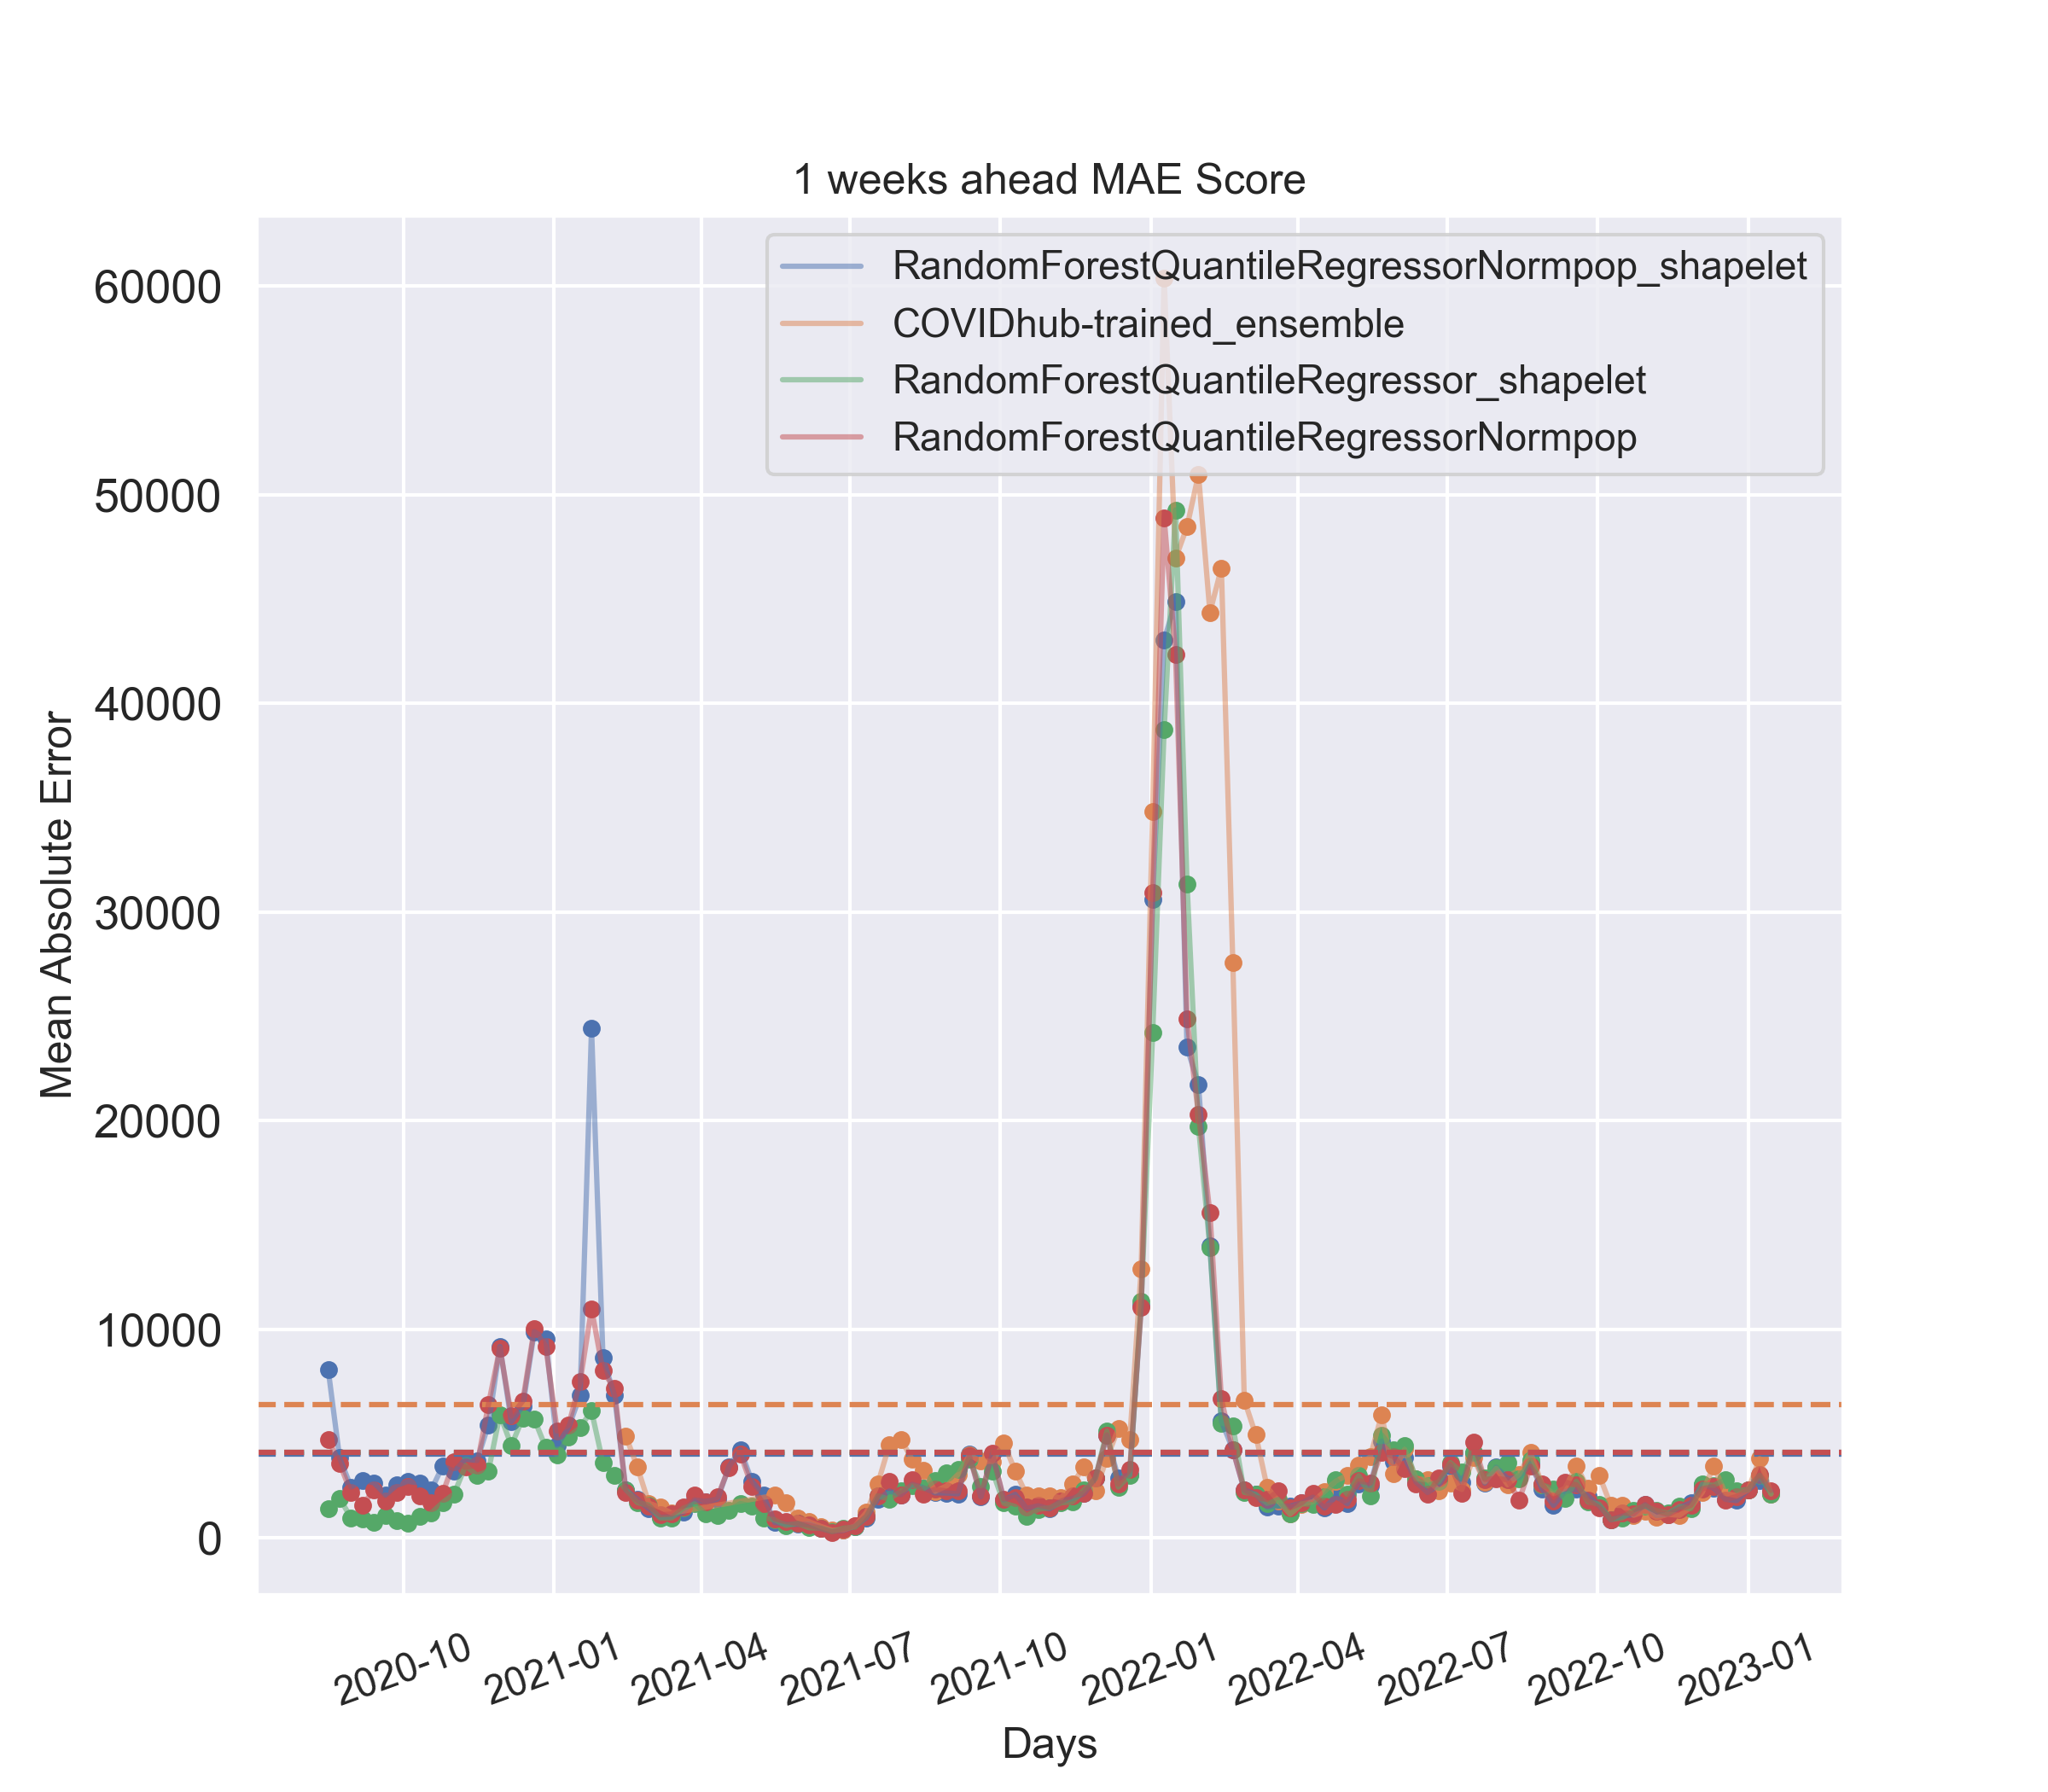 1 weeks ahead MAE Score
RandomForestQuantileRegressorNormpop_shapelet
COVIDhub-trained_ensemble
RandomForestQuantileRegressor_shapelet
RandomForestQuantileRegressorNormpop
60000
50000
40000
30000
20000
10000
0
Mean Absolute Error
2020-10
2021-01
2021-04
2021-07
2021-10
2022-01
2022-04
2022-07
2022-10
2023-01
Days